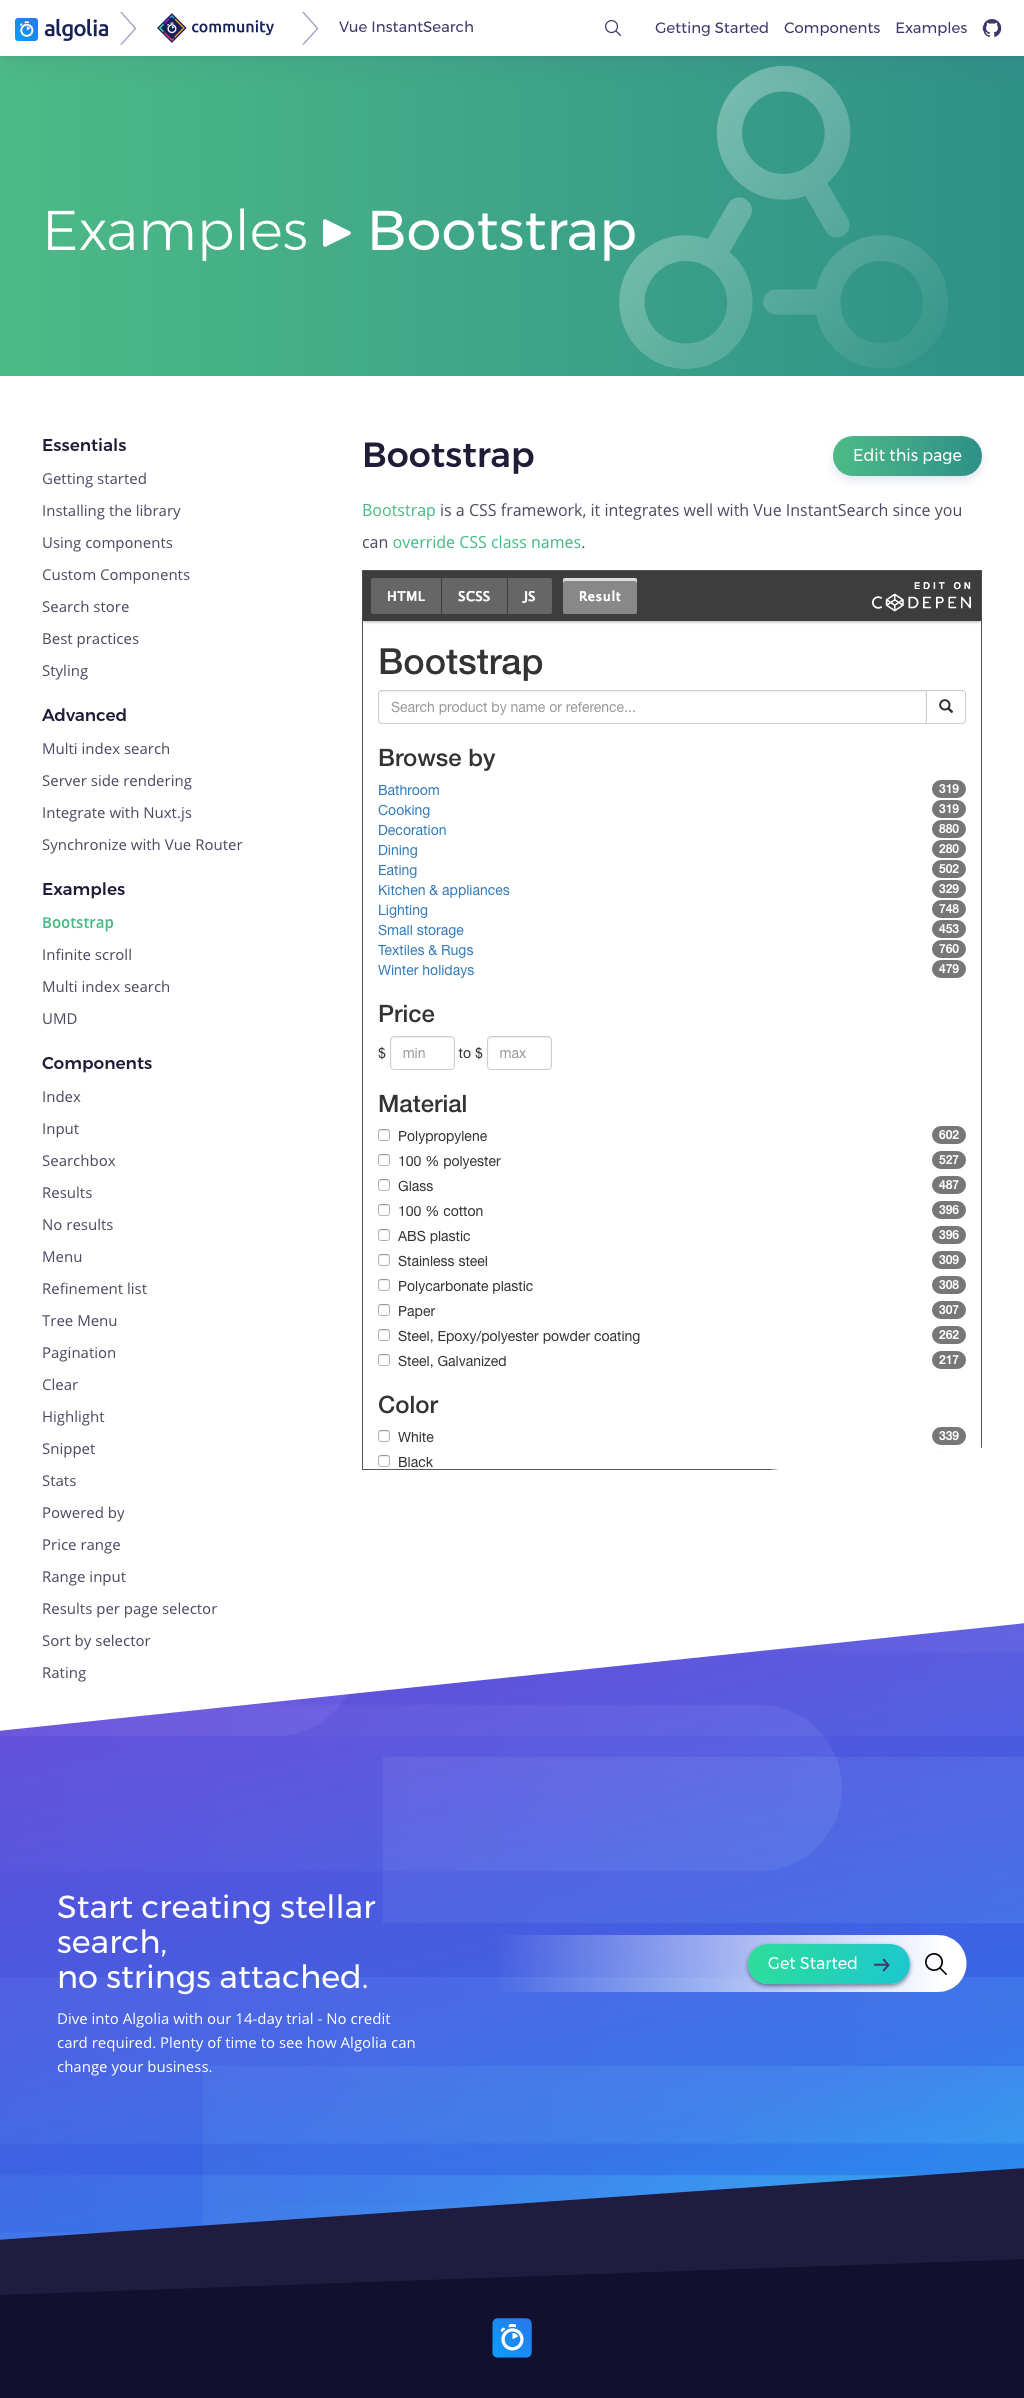 algolia
community
Vue InstantSearch
Getting Started
Components
Examples
Examples ▸ Bootstrap
Essentials
Getting started
Installing the library
Using components
Custom Components
Search store
Best practices
Styling
Advanced
Multi index search
Server side rendering
Integrate with Nuxt.js
Synchronize with Vue Router
Examples
Bootstrap
Infinite scroll
Multi index search
UMD
Components
Index
Input
Searchbox
Results
No results
Menu
Refinement list
Tree Menu
Pagination
Clear
Highlight
Snippet
Stats
Powered by
Price range
Range input
Results per page selector
Sort by selector
Rating
Bootstrap
Edit this page
Bootstrap is a CSS framework, it integrates well with Vue InstantSearch since you
can override CSS class names.
HTML SCSS JS Result
EDIT ON
CODEPEN
Bootstrap
Search product by name or reference...
Browse by
Bathroom 319
Cooking 319
Decoration 880
Dining 280
Eating 502
Kitchen & appliances 329
Lighting 748
Small storage 453
Textiles & Rugs 760
Winter holidays 479
Price
$ min to $ max
Material
Polypropylene 602
100 % polyester 527
Glass 487
100 % cotton 396
ABS plastic 396
Stainless steel 309
Polycarbonate plastic 308
Paper 307
Steel, Epoxy/polyester powder coating 262
Steel, Galvanized 217
Color
White 339
Black
Start creating stellar
search,
no strings attached.
Dive into Algolia with our 14-day trial - No credit
card required. Plenty of time to see how Algolia can
change your business.
Get Started